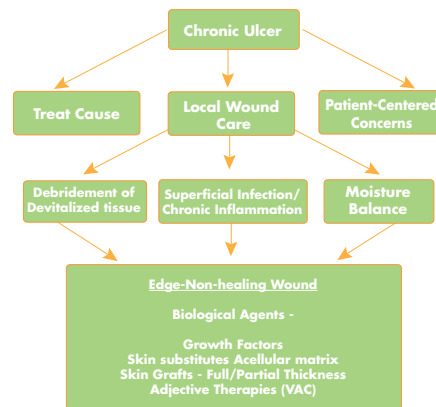 Chronic Ulcer
Treat Cause
Local Wound
Care
Patient-Centered
Concerns
Debridement of
Devitalized tissue
Superficial Infection/
Chronic Inflammation
Moisture
Balance
Edge-Non-healing Wound
Biological Agents -
Growth Factors
Skin substitutes Acellular matrix
Skin Grafts - Full/Partial Thickness
Adjective Therapies (VAC)